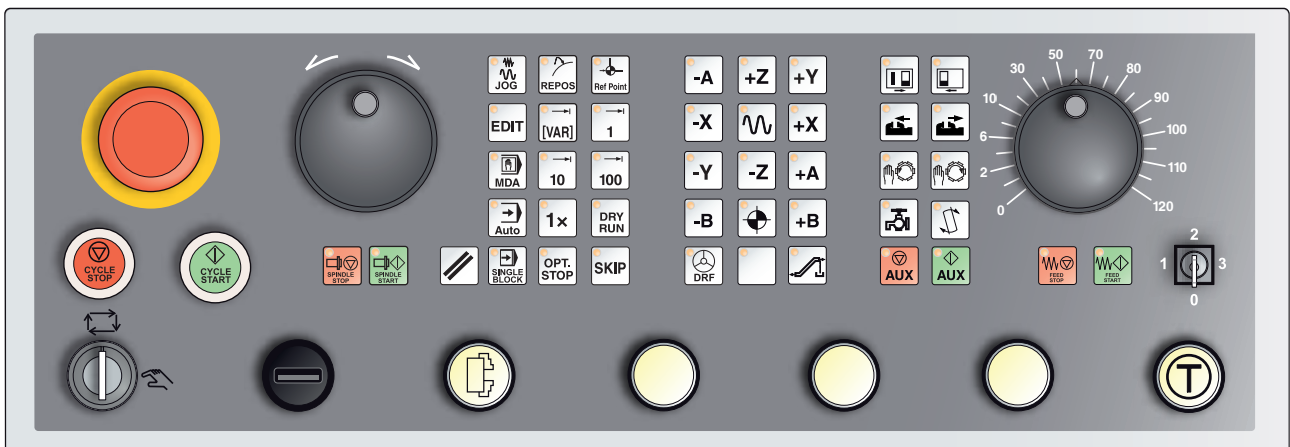 JOG
REPOS
Ref Point
EDIT
[VAR]
1
MDA
10
100
Auto
1x
DRY
RUN
SINGLE
BLOCK
OPT.
STOP
SKIP
-A
+Z
+Y
-X
+X
-Y
-Z
+A
-B
+B
DRF
AUX
AUX
0
2
6
10
30
50
70
80
90
100
110
120
CYCLE
STOP
CYCLE
START
SPINDLE
STOP
SPINDLE
START
FEED
STOP
FEED
START
2
1
3
0
T